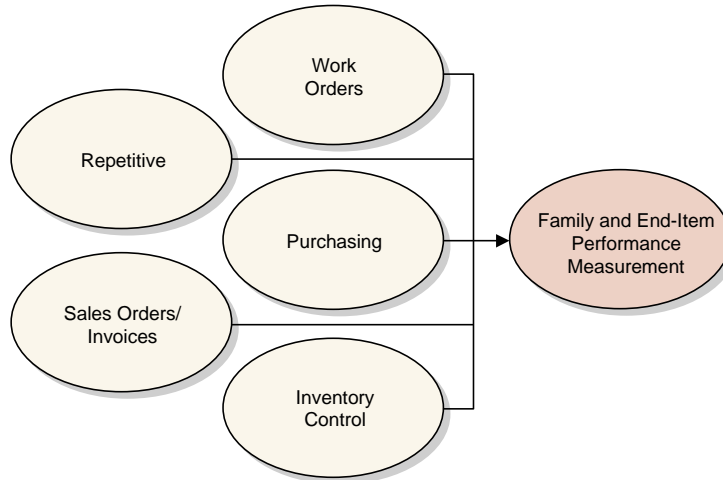 Work
Orders
Repetitive
Purchasing
Family and End-Item
Performance
Measurement
Sales Orders/
Invoices
Inventory
Control